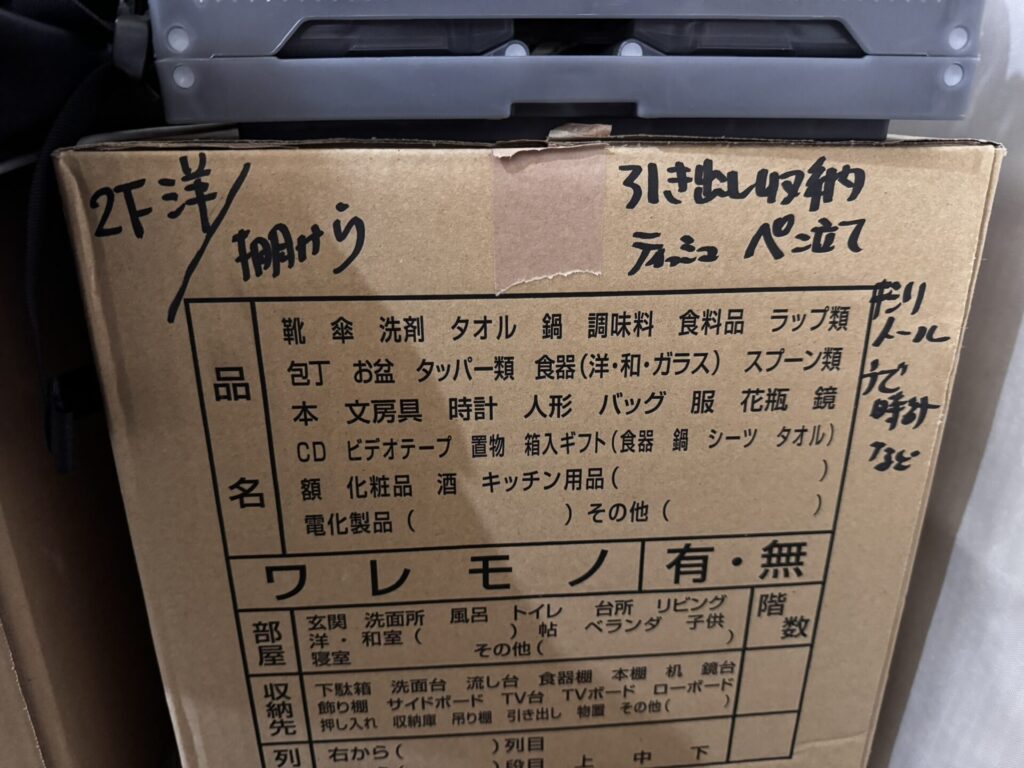 2F 洋/
棚から
引き出し収納
ティッシュ ペン立て
メール
うで
時計
など
品名
靴 傘 洗剤 タオル 鍋 調味料 食料品 ラップ類
包丁 お盆 タッパー類 食器(洋・和・ガラス) スプーン類
本 文房具 時計 人形 バッグ 服 花瓶 鏡
CD ビデオテープ 置物 箱入ギフト(食器 鍋 シーツ タオル)
額 化粧品 酒 キッチン用品( )
電化製品( ) その他( )
ワレモノ 有・無
部屋
玄関 洗面所 風呂 トイレ 台所 リビング
洋・和室( ) 帖 ベランダ 子供
寝室 その他( )
階数
収納先
下駄箱 洗面台 流し台 食器棚 本棚 机 鏡台
飾り棚 サイドボード TV台 TVボード ローボード
押し入れ 収納庫 吊り棚 引き出し 物置 その他( )
列
右から( )列目
段目 上 中 下